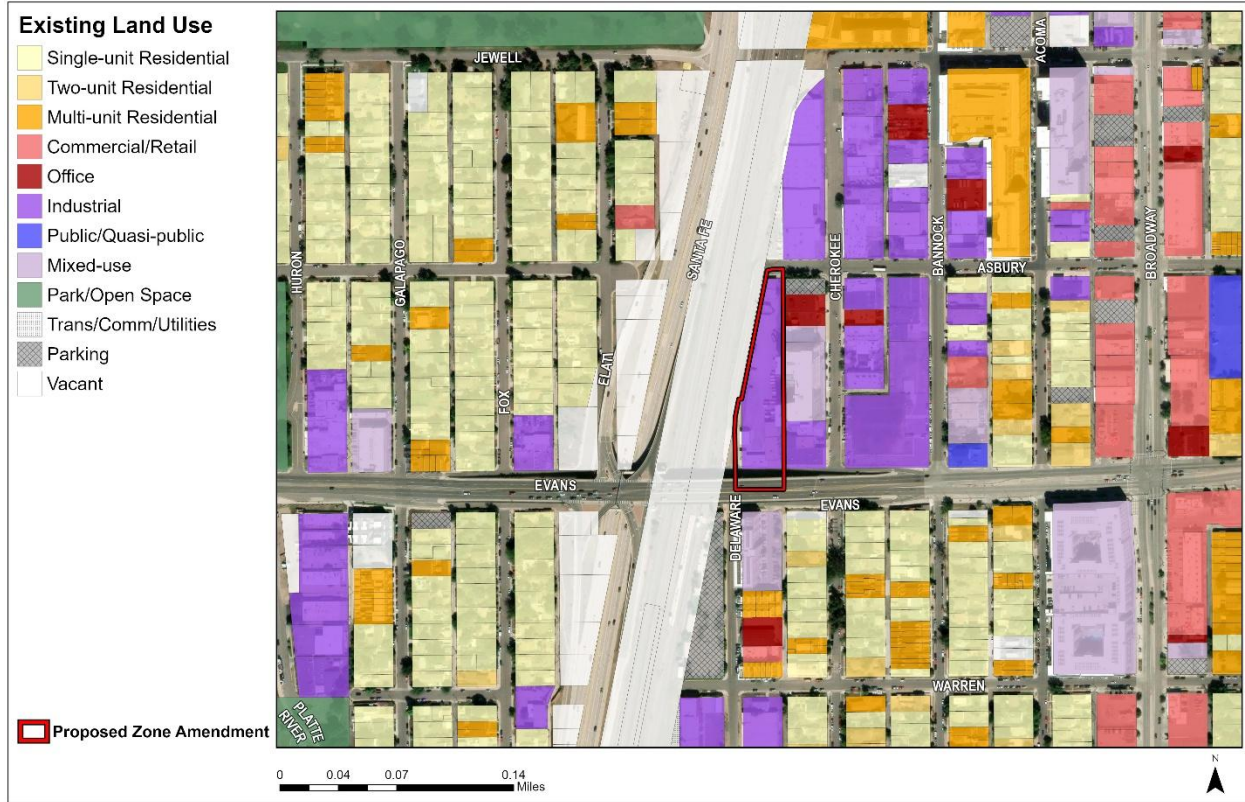 Existing Land Use
Single-unit Residential
Two-unit Residential
Multi-unit Residential
Commercial/Retail
Office
Industrial
Public/Quasi-public
Mixed-use
Park/Open Space
Trans/Comm/Utilities
Parking
Vacant
Proposed Zone Amendment
JEWELL
ACOMA
HURON
GALAPAGO
SANTA FE
CHEROKEE
BANNOCK
ASBURY
BROADWAY
FOX
ELATI
EVANS
DELAWARE
EVANS
WARREN
PLATTE
RIVER
0 0.04 0.07 0.14
Miles
N